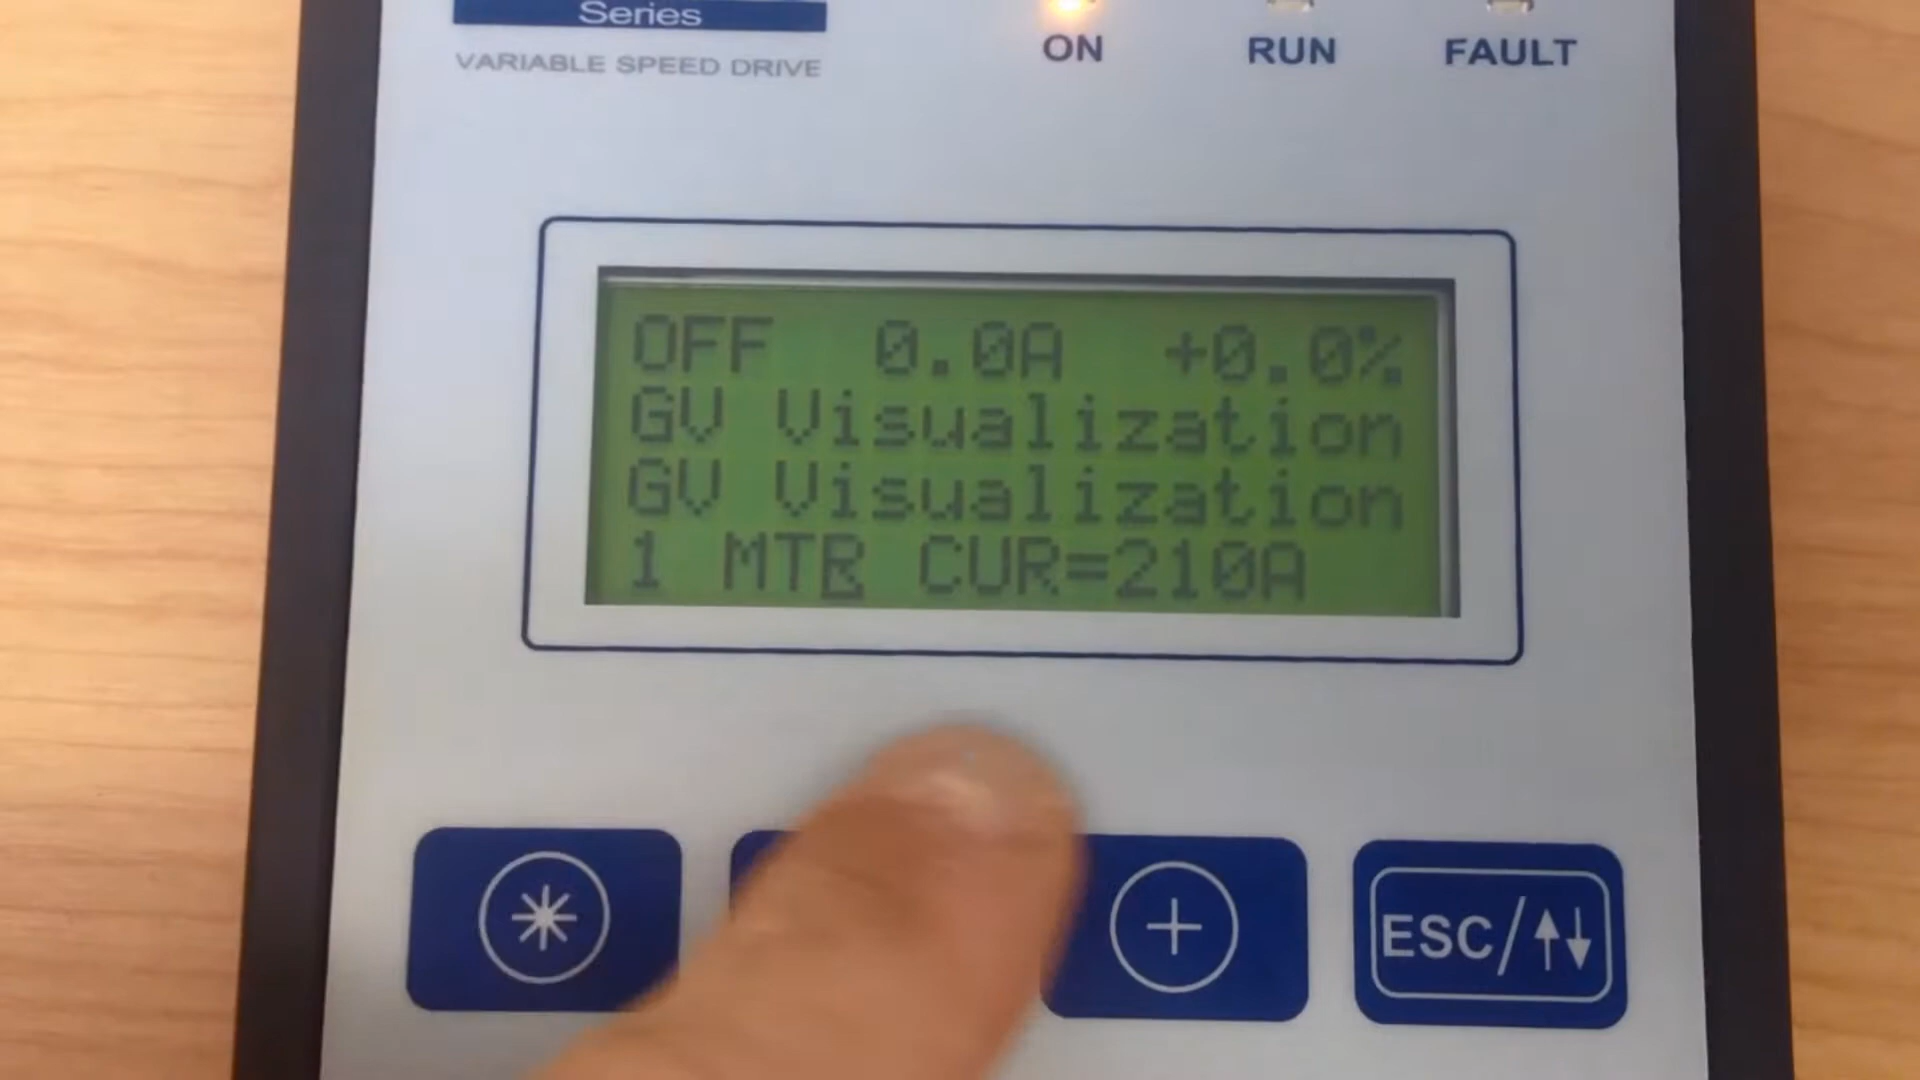 Series
VARIABLE SPEED DRIVE
ON RUN FAULT
OFF 0.0A +0.0%
GV Visualization
GV Visualization
1 MTR CUR=210A
ESC/